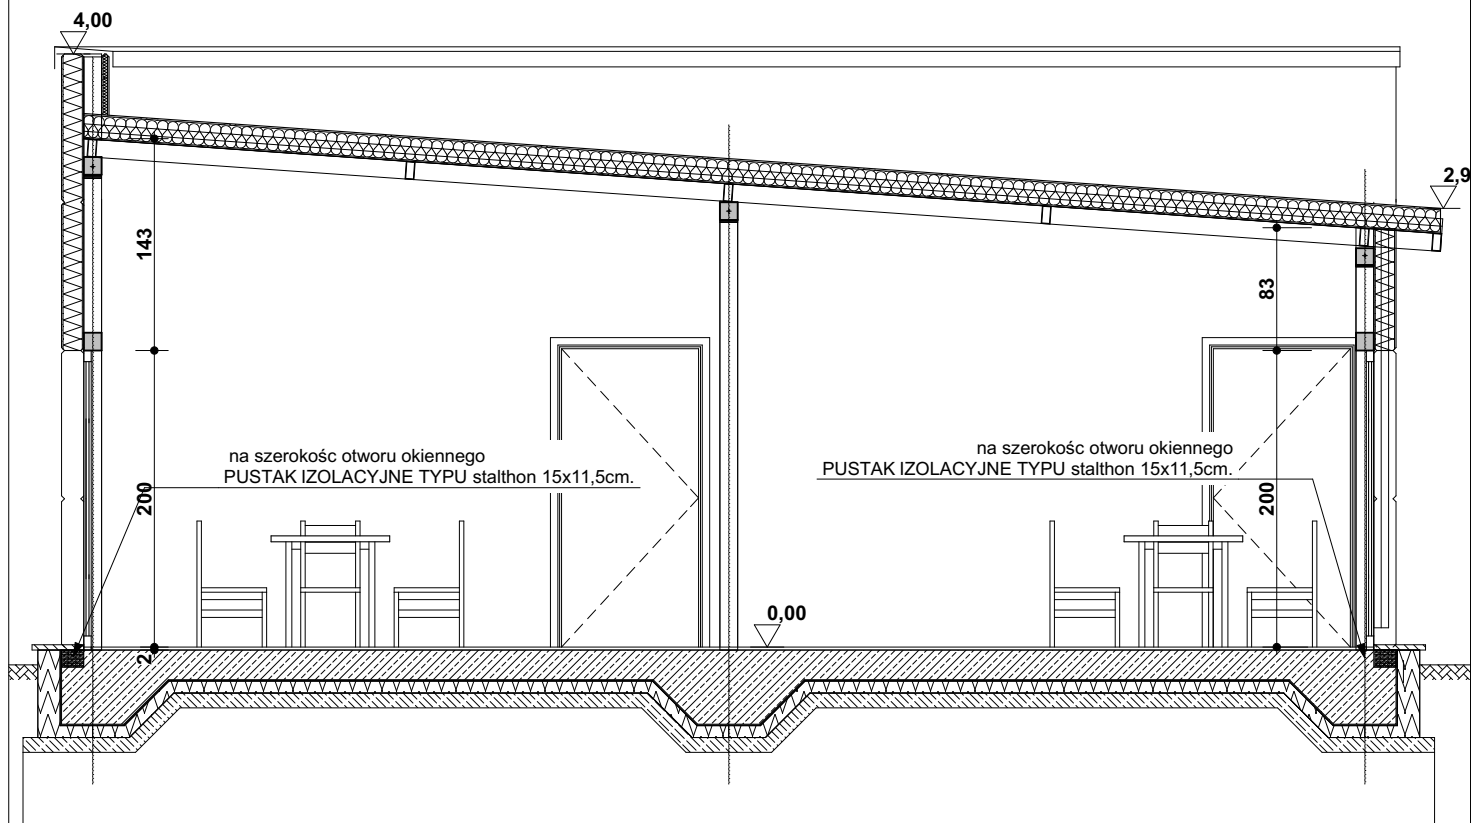 4,00
2,9
143
83
na szerokośc otworu okiennego
PUSTAK IZOLACYJNE TYPU stalthon 15x11,5cm.
na szerokośc otworu okiennego
PUSTAK IZOLACYJNE TYPU stalthon 15x11,5cm.
200
200
0,00
2